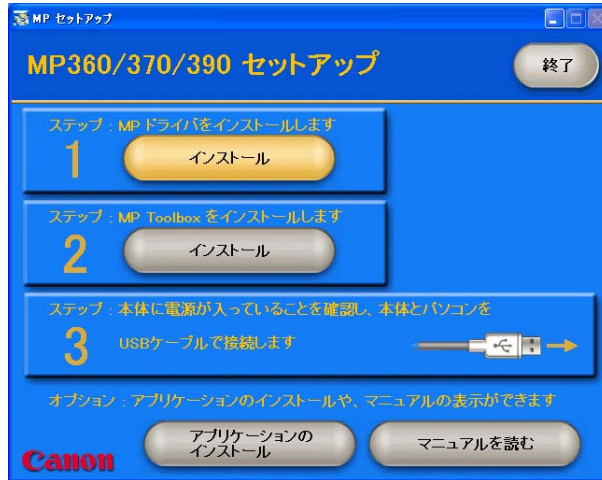 MP セットアップ
MP360/370/390 セットアップ
終了
ステップ：MP ドライバをインストールします
1
インストール
ステップ：MP Toolbox をインストールします
2
インストール
ステップ：本体に電源が入っていることを確認し、本体とパソコンを
3
USBケーブルで接続します
オプション：アプリケーションのインストールや、マニュアルの表示ができます
アプリケーションの
インストール
マニュアルを読む
Canon